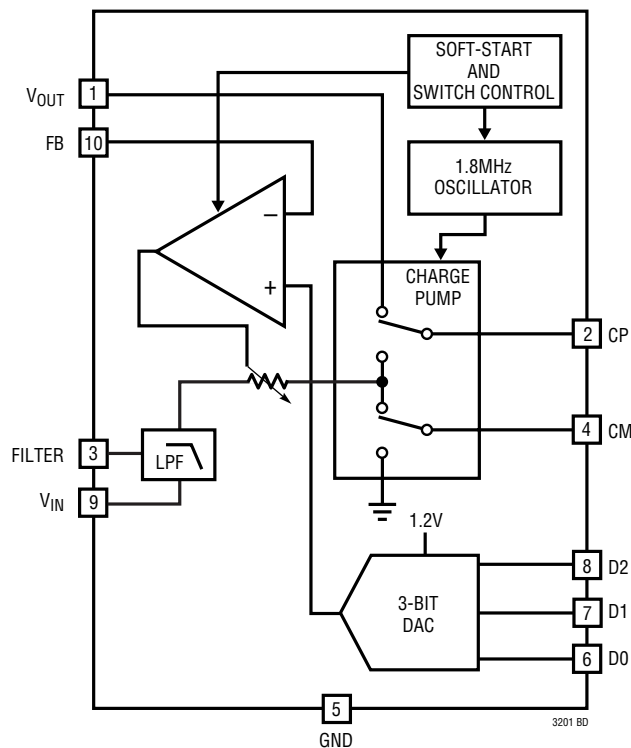 SOFT-START
AND
SWITCH CONTROL
VOUT
1
FB
10
1.8MHz
OSCILLATOR
−
+
CHARGE
PUMP
2
CP
4
CM
FILTER
3
LPF
VIN
9
1.2V
3-BIT
DAC
8
D2
7
D1
6
D0
5
GND
3201 BD